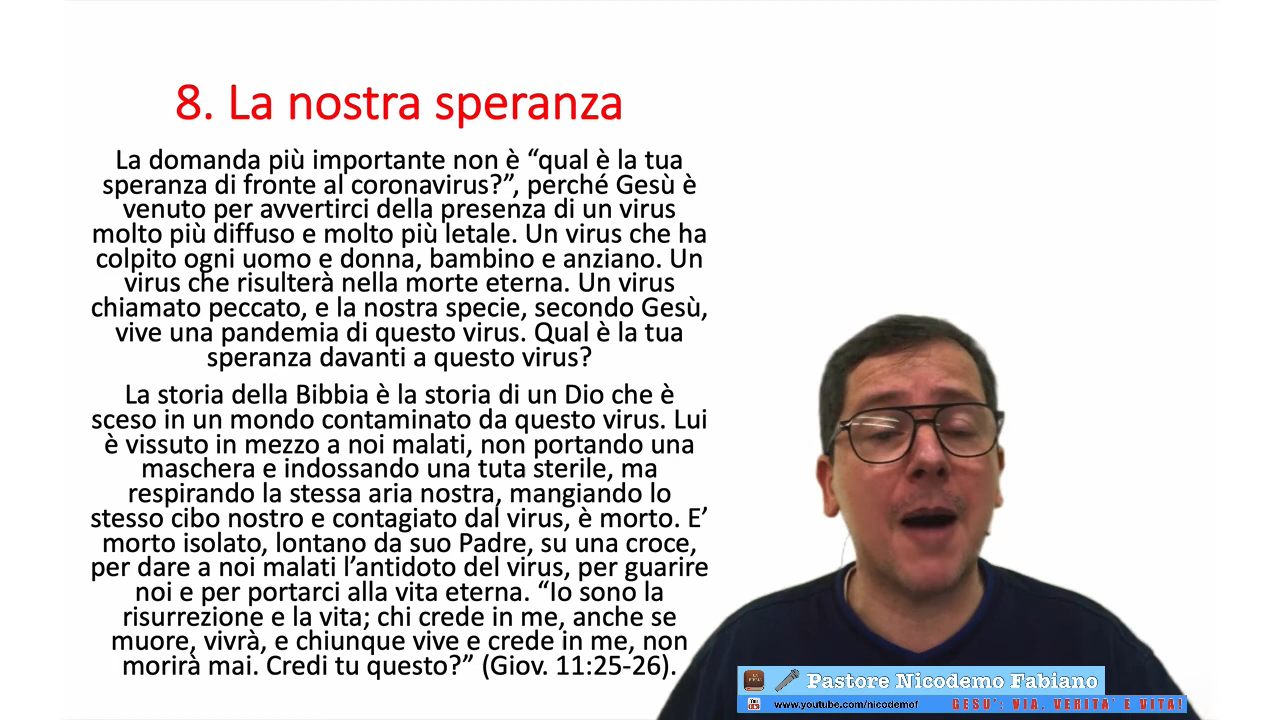 8. La nostra speranza
La domanda più importante non è “qual è la tua
speranza di fronte al coronavirus?”, perché Gesù è
venuto per avvertirci della presenza di un virus
molto più diffuso e molto più letale. Un virus che ha
colpito ogni uomo e donna, bambino e anziano. Un
virus che risulterà nella morte eterna. Un virus
chiamato peccato, e la nostra specie, secondo Gesù,
vive una pandemia di questo virus. Qual è la tua
speranza davanti a questo virus?
La storia della Bibbia è la storia di un Dio che è
sceso in un mondo contaminato da questo virus. Lui
è vissuto in mezzo a noi malati, non portando una
maschera e indossando una tuta sterile, ma
respirando la stessa aria nostra, mangiando lo
stesso cibo nostro e contagiato dal virus, è morto. E’
morto isolato, lontano da suo Padre, su una croce,
per dare a noi malati l’antidoto del virus, per guarire
noi e per portarci alla vita eterna. “Io sono la
risurrezione e la vita; chi crede in me, anche se
muore, vivrà, e chiunque vive e crede in me, non
morirà mai. Credi tu questo?” (Giov. 11:25-26).
Pastore Nicodemo Fabiano
www.youtube.com/nicodemof GESU’: VIA, VERITA’ E VITA!